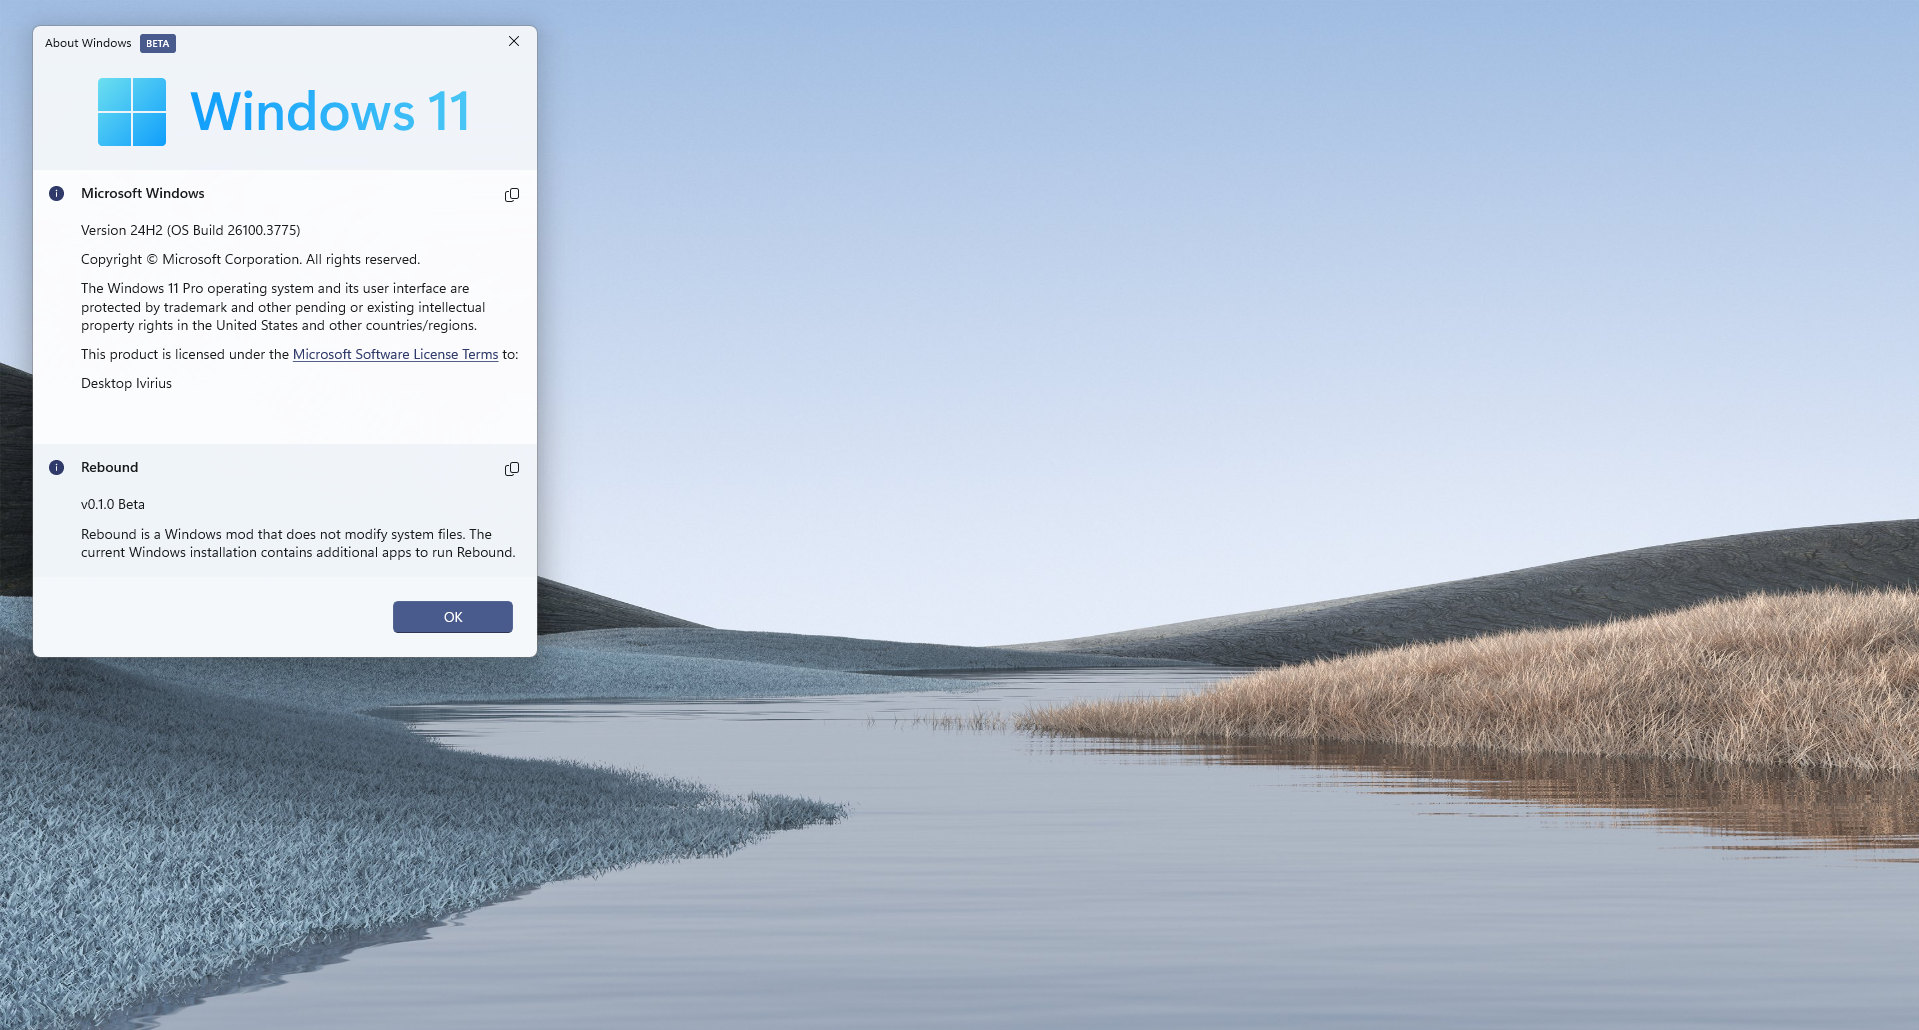 About Windows BETA
Windows 11
Microsoft Windows
Version 24H2 (OS Build 26100.3775)
Copyright © Microsoft Corporation. All rights reserved.
The Windows 11 Pro operating system and its user interface are
protected by trademark and other pending or existing intellectual
property rights in the United States and other countries/regions.
This product is licensed under the Microsoft Software License Terms to:
Desktop Ivirius
Rebound
v0.1.0 Beta
Rebound is a Windows mod that does not modify system files. The
current Windows installation contains additional apps to run Rebound.
OK